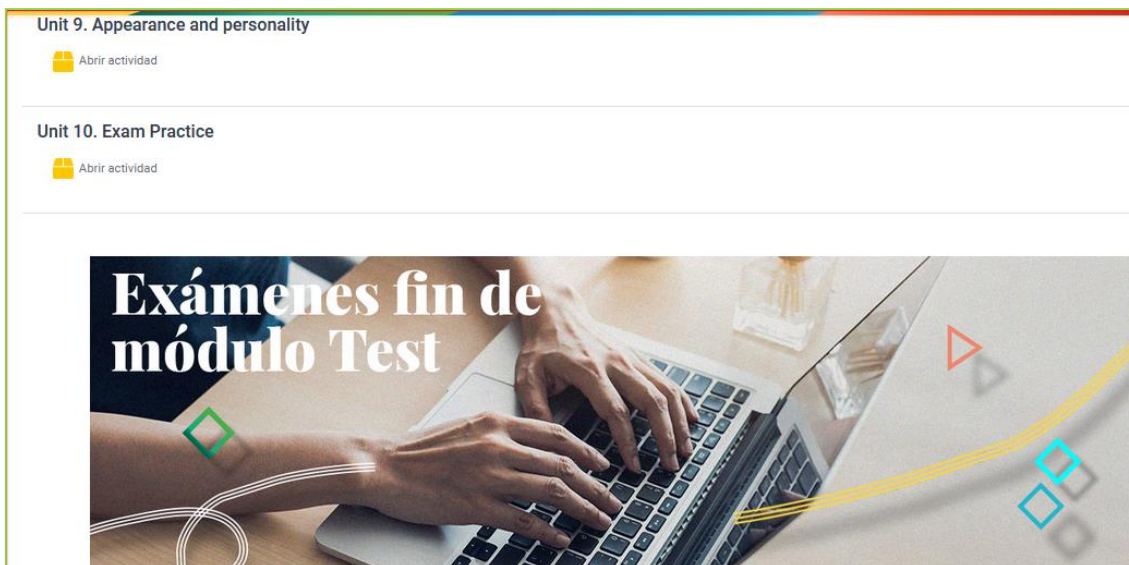 Unit 9. Appearance and personality
Abrir actividad
Unit 10. Exam Practice
Abrir actividad
Exámenes fin de
módulo Test